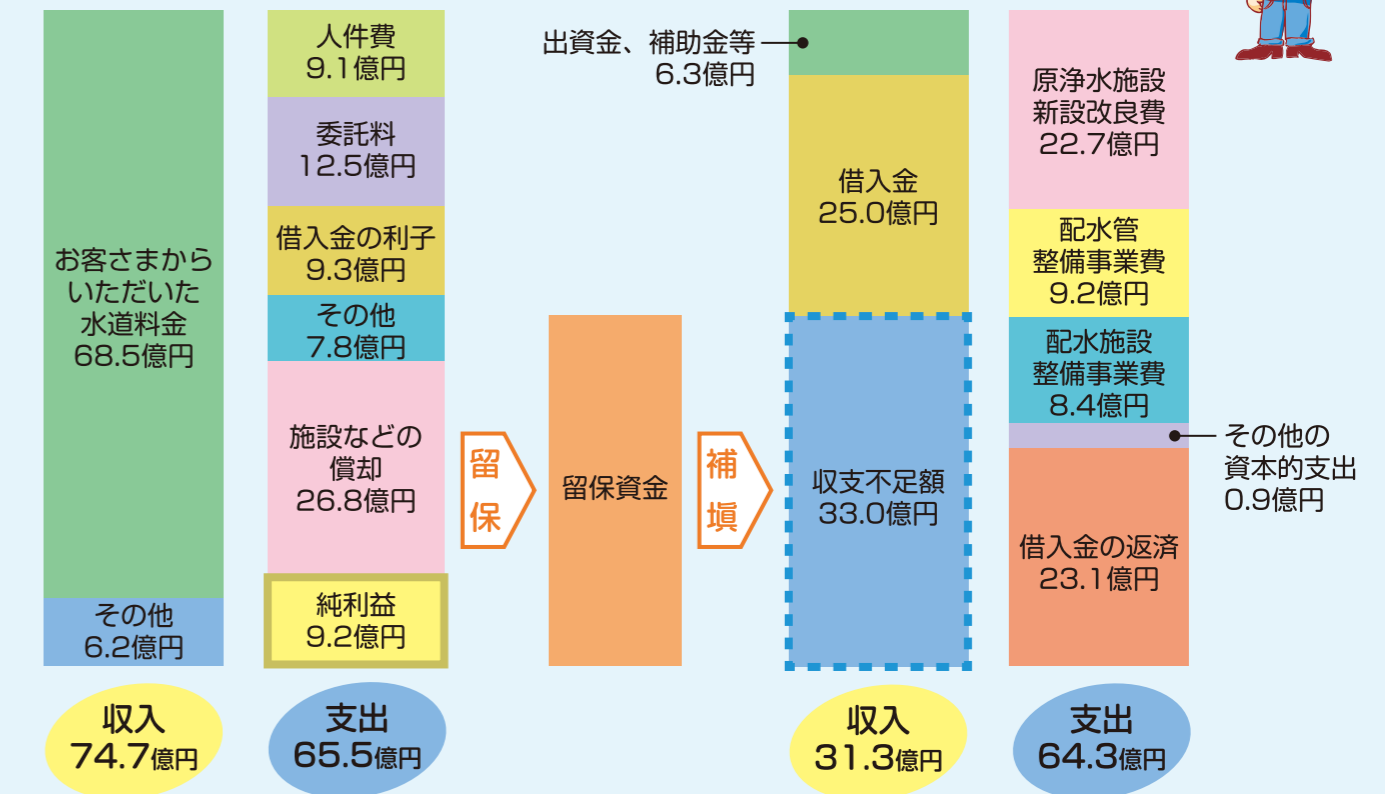 お客さまから
いただいた
水道料金
68.5億円
その他
6.2億円
収入
74.7億円
人件費
9.1億円
委託料
12.5億円
借入金の利子
9.3億円
その他
7.8億円
施設などの
償却
26.8億円
純利益
9.2億円
支出
65.5億円
留
保
留保資金
補
塡
出資金、補助金等
6.3億円
借入金
25.0億円
収支不足額
33.0億円
収入
31.3億円
原浄水施設
新設改良費
22.7億円
配水管
整備事業費
9.2億円
配水施設
整備事業費
8.4億円
その他の
資本的支出
0.9億円
借入金の返済
23.1億円
支出
64.3億円